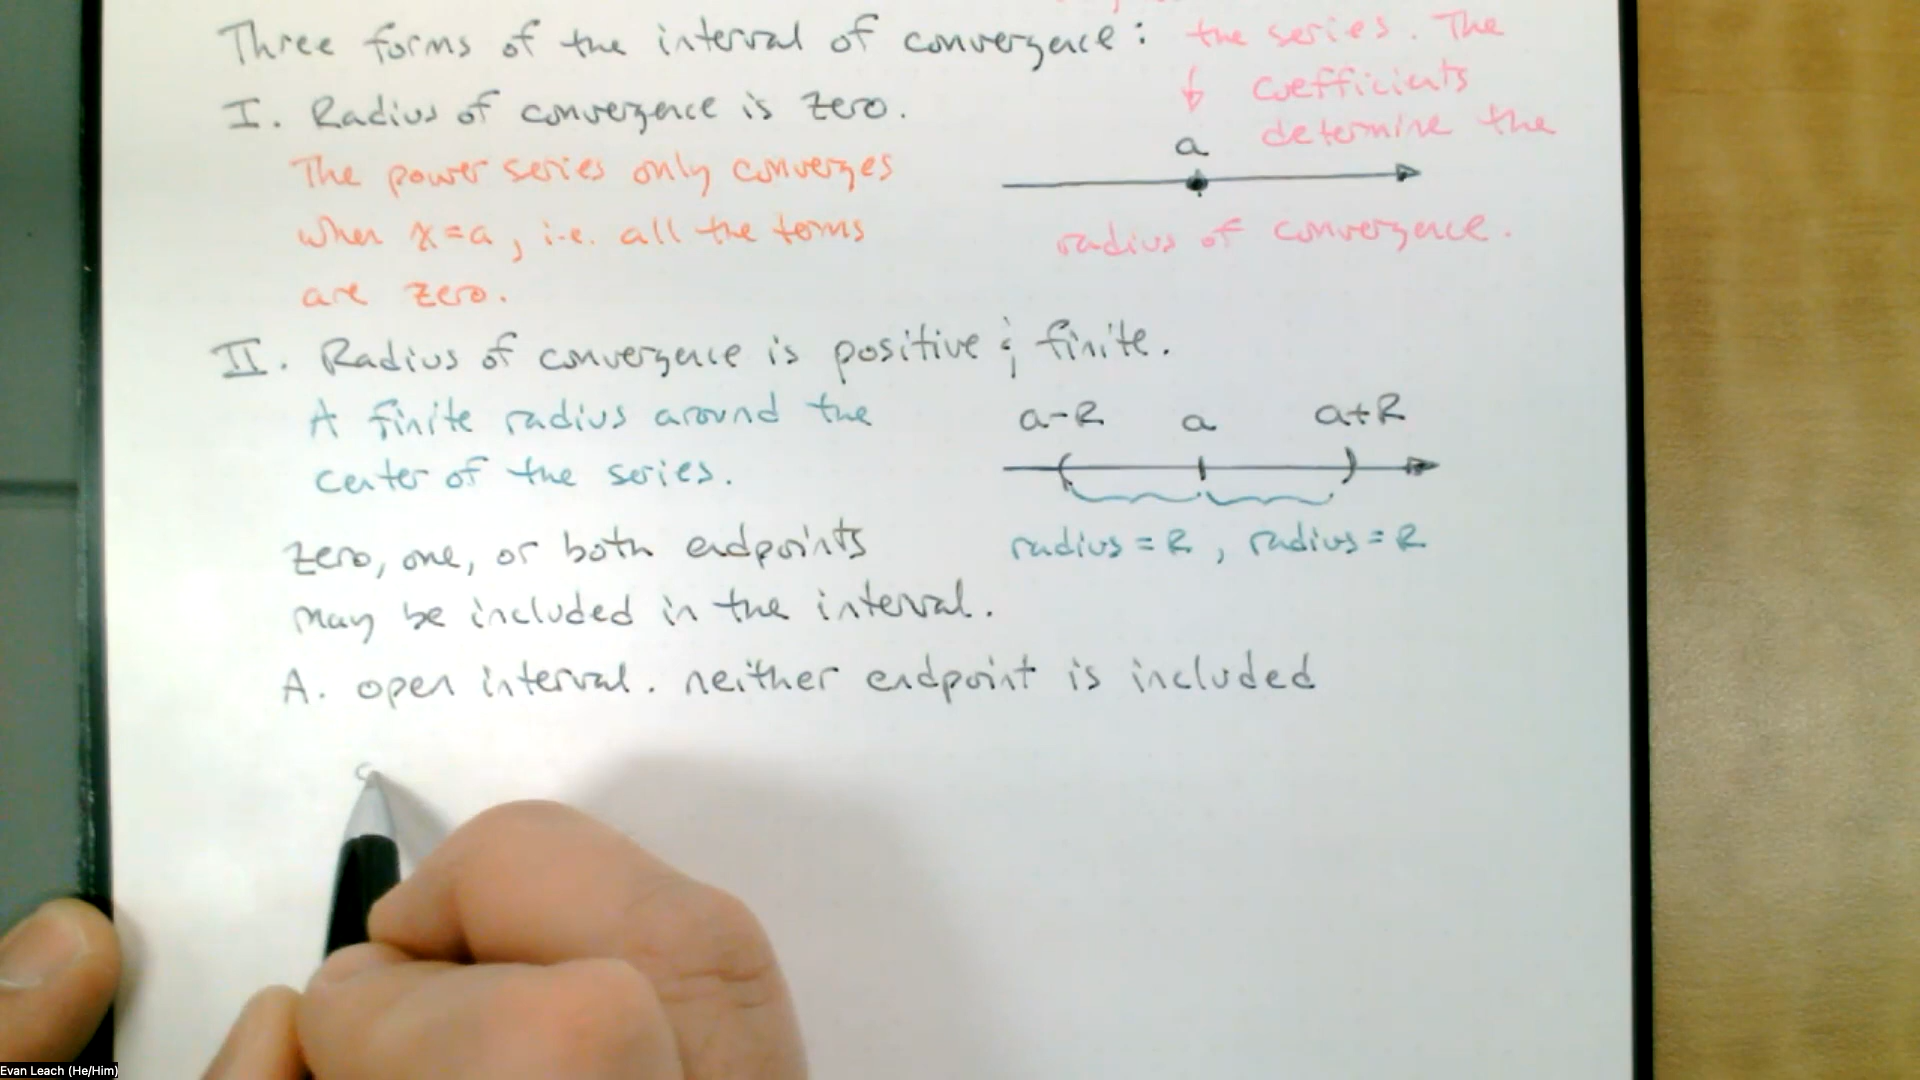 Three forms of the interval of convergence:
the series. The
coefficients
determine the
radius of convergence.
I. Radius of convergence is zero.
a
The power series only converges
when x=a, i.e. all the terms
are zero.
II. Radius of convergence is positive & finite.
A finite radius around the
center of the series.
a-R a a+R
radius = R, radius = R
zero, one, or both endpoints
may be included in the interval.
A. open interval. neither endpoint is included
Evan Leach (He/Him)